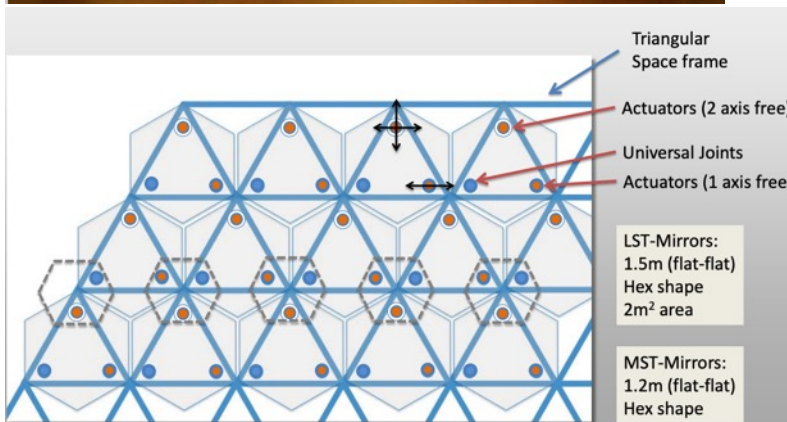 Triangular
Space frame
Actuators (2 axis free)
Universal Joints
Actuators (1 axis free
LST-Mirrors:
1.5m (flat-flat)
Hex shape
2m² area
MST-Mirrors:
1.2m (flat-flat)
Hex shape